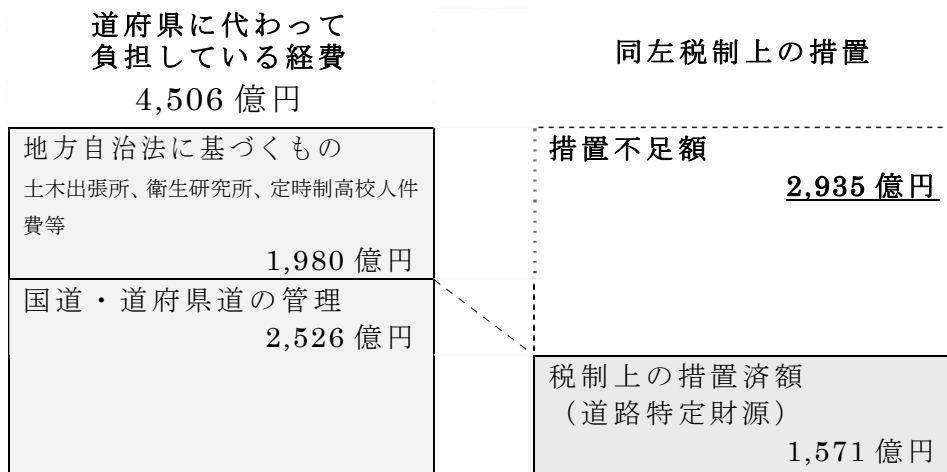 道府県に代わって
負担している経費
4,506 億円
地方自治法に基づくもの
土木出張所、衛生研究所、定時制高校人件
費等
1,980 億円
国道・道府県道の管理
2,526 億円
同左税制上の措置
措置不足額
2,935 億円
税制上の措置済額
（道路特定財源）
1,571 億円